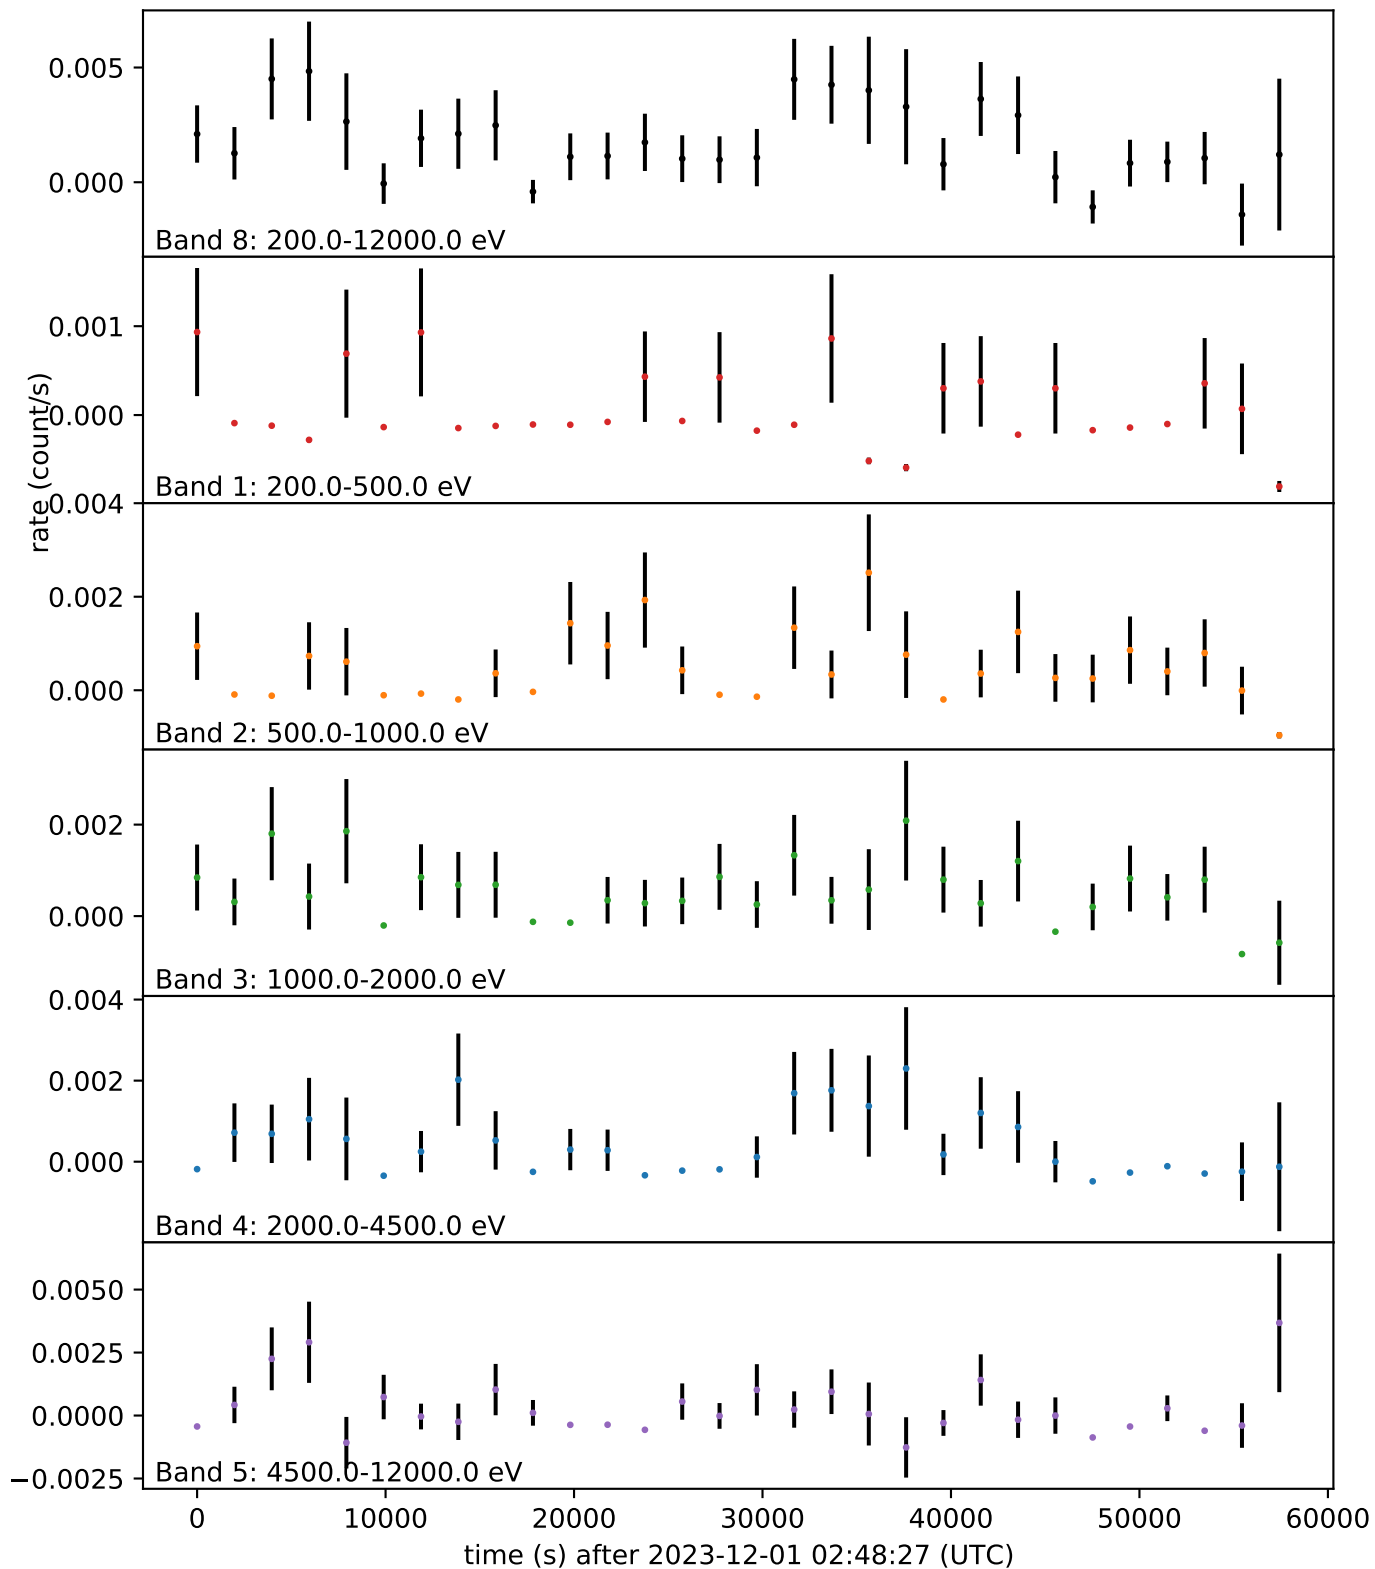 0.005
0.000
Band 8: 200.0-12000.0 eV
0.001
0.000
Band 1: 200.0-500.0 eV
rate (count/s)
0.004
0.002
0.000
Band 2: 500.0-1000.0 eV
0.002
0.000
Band 3: 1000.0-2000.0 eV
0.004
0.002
0.000
Band 4: 2000.0-4500.0 eV
0.0050
0.0025
0.0000
−0.0025
Band 5: 4500.0-12000.0 eV
0 10000 20000 30000 40000 50000 60000
time (s) after 2023-12-01 02:48:27 (UTC)